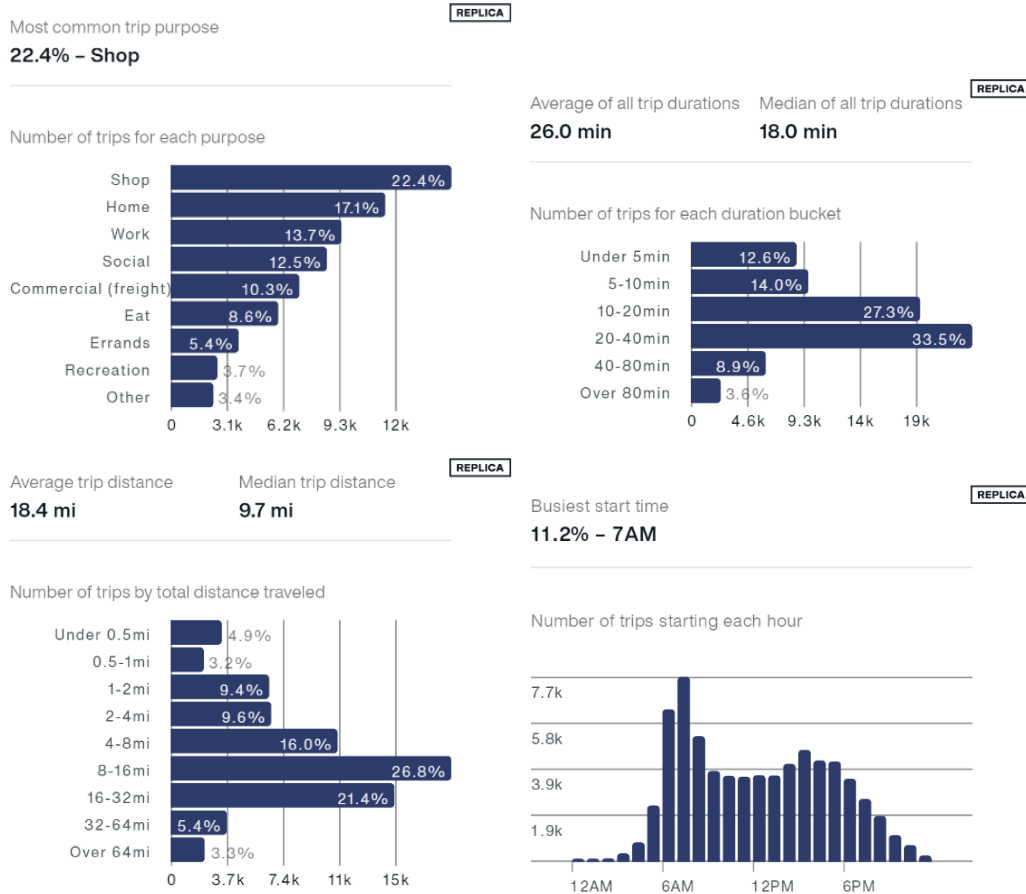 REPLICA
Most common trip purpose
22.4% – Shop
Number of trips for each purpose
Shop 22.4%
Home 17.1%
Work 13.7%
Social 12.5%
Commercial (freight) 10.3%
Eat 8.6%
Errands 5.4%
Recreation 3.7%
Other 3.4%
0 3.1k 6.2k 9.3k 12k
REPLICA
Average of all trip durations Median of all trip durations
26.0 min 18.0 min
Number of trips for each duration bucket
Under 5min 12.6%
5-10min 14.0%
10-20min 27.3%
20-40min 33.5%
40-80min 8.9%
Over 80min 3.6%
0 4.6k 9.3k 14k 19k
REPLICA
Average trip distance Median trip distance
18.4 mi 9.7 mi
Number of trips by total distance traveled
Under 0.5mi 4.9%
0.5-1mi 3.2%
1-2mi 9.4%
2-4mi 9.6%
4-8mi 16.0%
8-16mi 26.8%
16-32mi 21.4%
32-64mi 5.4%
Over 64mi 3.3%
0 3.7k 7.4k 11k 15k
REPLICA
Busiest start time
11.2% – 7AM
Number of trips starting each hour
7.7k
5.8k
3.9k
1.9k
12AM 6AM 12PM 6PM